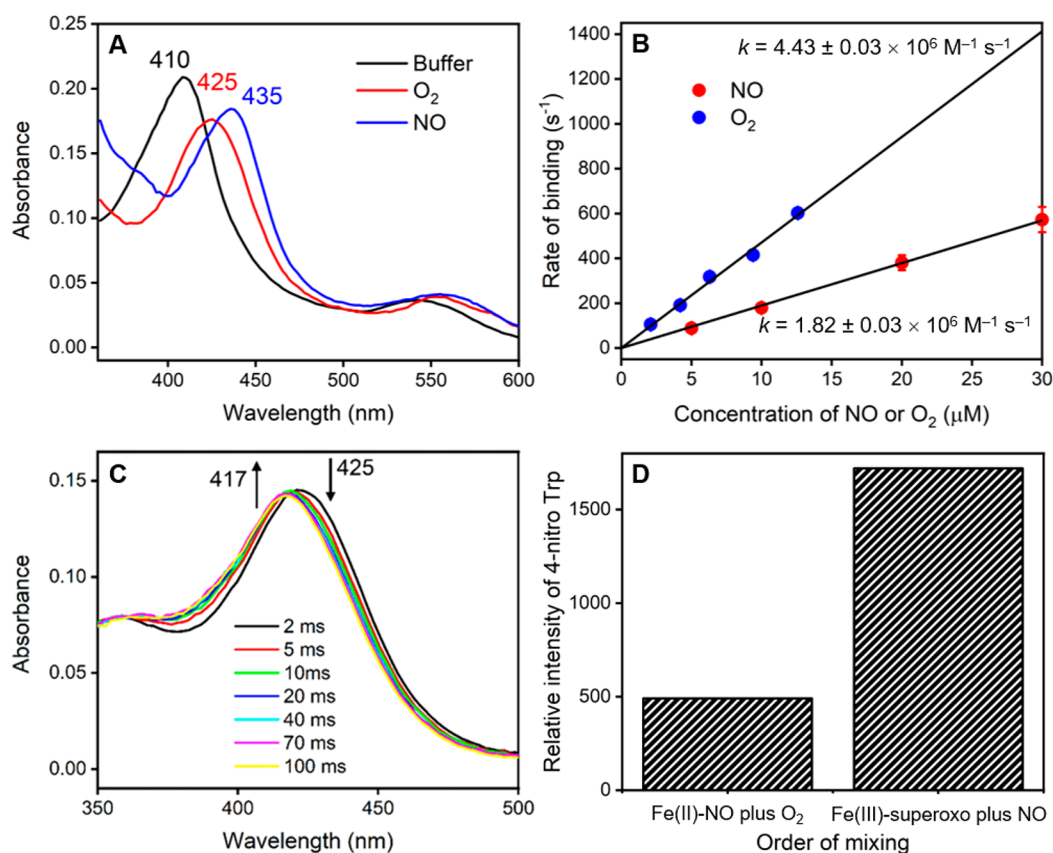 A
410
425
435
Buffer
O₂
NO
0.25
0.20
0.15
0.10
0.05
0.00
Absorbance
400 450 500 550 600
Wavelength (nm)
B
k = 4.43 ± 0.03 × 10⁶ M⁻¹ s⁻¹
NO
O₂
k = 1.82 ± 0.03 × 10⁶ M⁻¹ s⁻¹
1400
1200
1000
800
600
400
200
0
Rate of binding (s⁻¹)
0 5 10 15 20 25 30
Concentration of NO or O₂ (μM)
C
417
425
2 ms
5 ms
10ms
20 ms
40 ms
70 ms
100 ms
0.15
0.10
0.05
0.00
Absorbance
350 400 450 500
Wavelength (nm)
D
1500
1000
500
0
Relative intensity of 4-nitro Trp
Fe(II)-NO plus O₂ Fe(III)-superoxo plus NO
Order of mixing